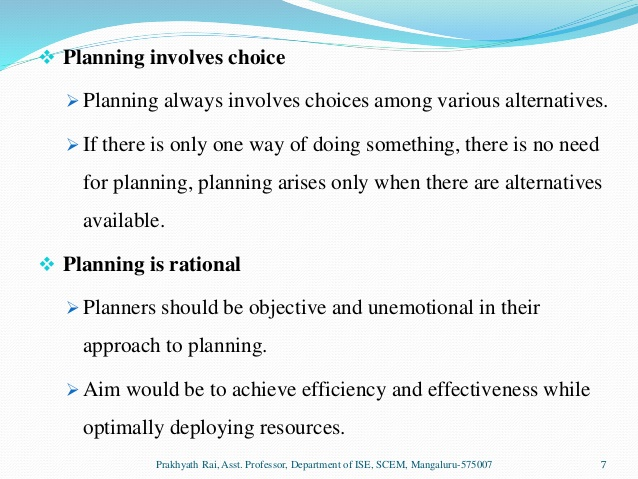 Planning involves choice
Planning always involves choices among various alternatives.
If there is only one way of doing something, there is no need
for planning, planning arises only when there are alternatives
available.
Planning is rational
Planners should be objective and unemotional in their
approach to planning.
Aim would be to achieve efficiency and effectiveness while
optimally deploying resources.
Prakhyath Rai, Asst. Professor, Department of ISE, SCEM, Mangaluru-575007 7